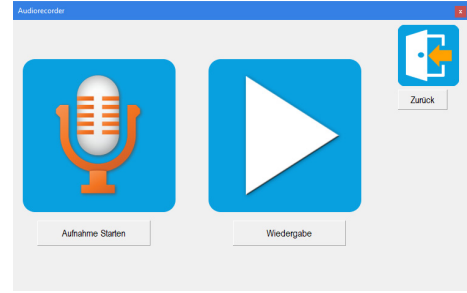 Audiorecorder
x
Zurück
Aufnahme Starten
Wiedergabe